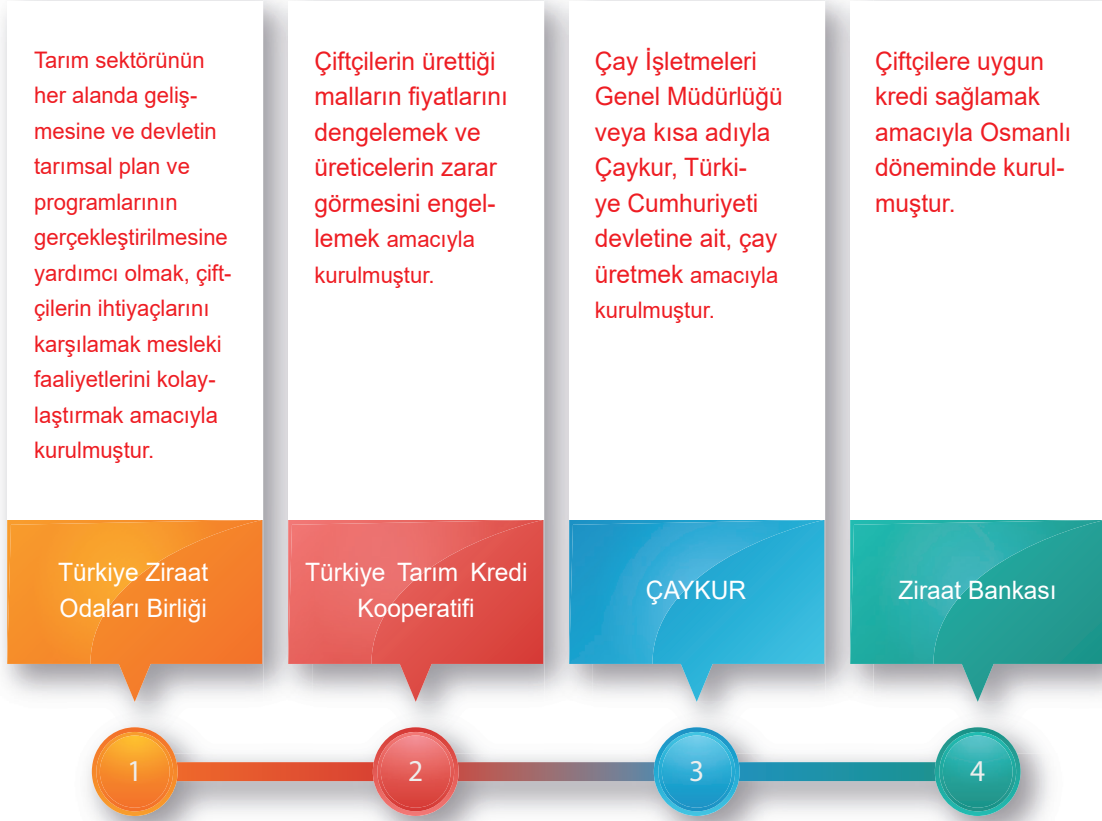 Tarım sektörünün
her alanda geliş-
mesine ve devletin
tarımsal plan ve
programlarının
gerçekleştirilmesine
yardımcı olmak, çift-
çilerin ihtiyaçlarını
karşılamak mesleki
faaliyetlerini kolay-
laştırmak amacıyla
kurulmuştur.
Türkiye Ziraat
Odaları Birliği
1
Çiftçilerin ürettiği
malların fiyatlarını
dengelemek ve
üreticelerin zarar
görmesini engel-
lemek amacıyla
kurulmuştur.
Türkiye Tarım Kredi
Kooperatifi
2
Çay İşletmeleri
Genel Müdürlüğü
veya kısa adıyla
Çaykur, Türki-
ye Cumhuriyeti
devletine ait, çay
üretmek amacıyla
kurulmuştur.
ÇAYKUR
3
Çiftçilere uygun
kredi sağlamak
amacıyla Osmanlı
döneminde kurul-
muştur.
Ziraat Bankası
4